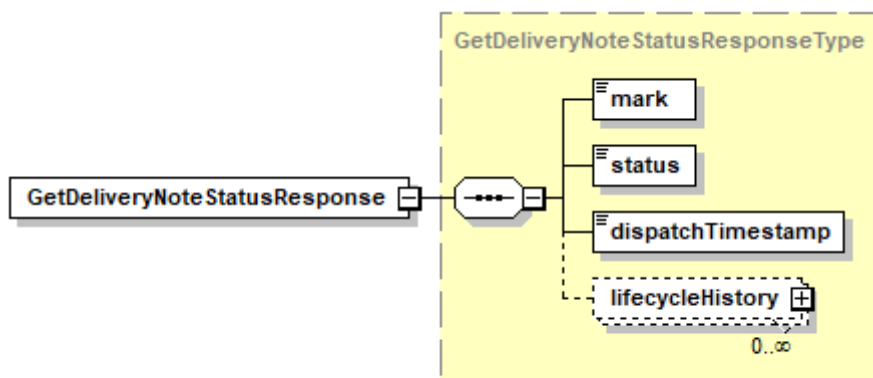 GetDeliveryNoteStatusResponseType
mark
status
GetDeliveryNoteStatusResponse
dispatchTimestamp
lifecycleHistory
0..∞